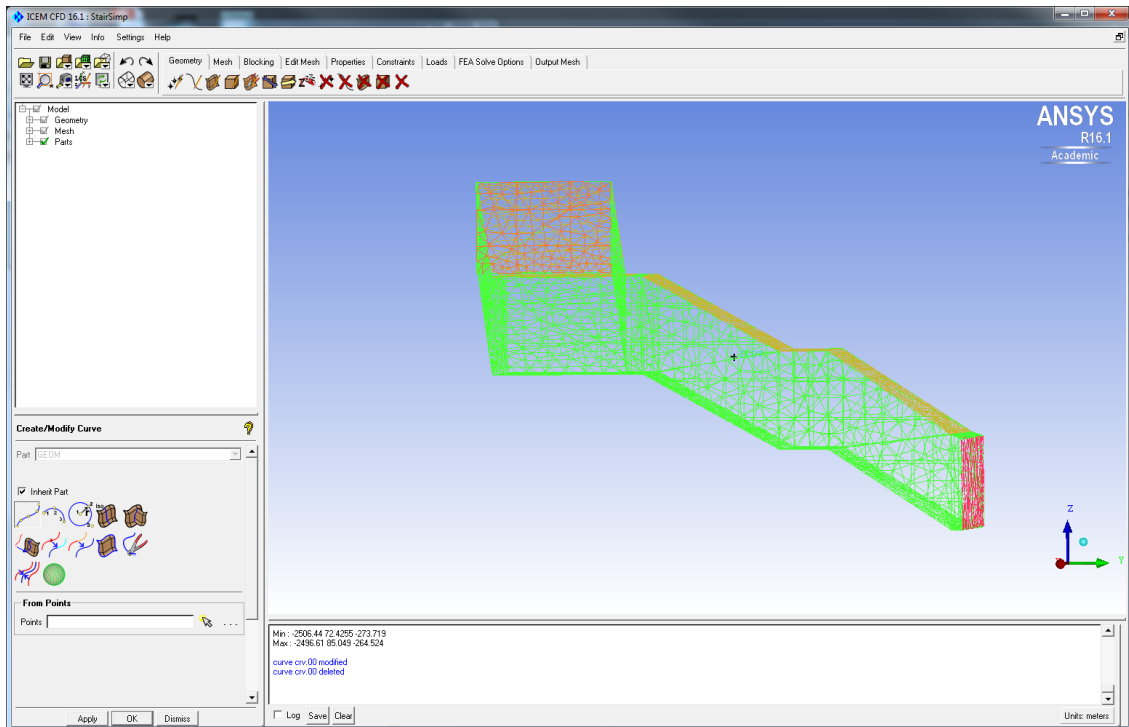 ICEM CFD 16.1 : StairSimp
File Edit View Info Settings Help
Geometry Mesh Blocking Edit Mesh Properties Constraints Loads FEA Solve Options Output Mesh
Model
Geometry
Mesh
Parts
ANSYS
R16.1
Academic
Z
Y
Create/Modify Curve
Part GEOM
Inherit Part
From Points
Points ...
Apply OK Dismiss
Min : -2506.44 72.4255 -273.719
Max : -2496.61 85.049 -264.524
curve crv.00 modified
curve crv.00 deleted
Log Save Clear
Units: meters